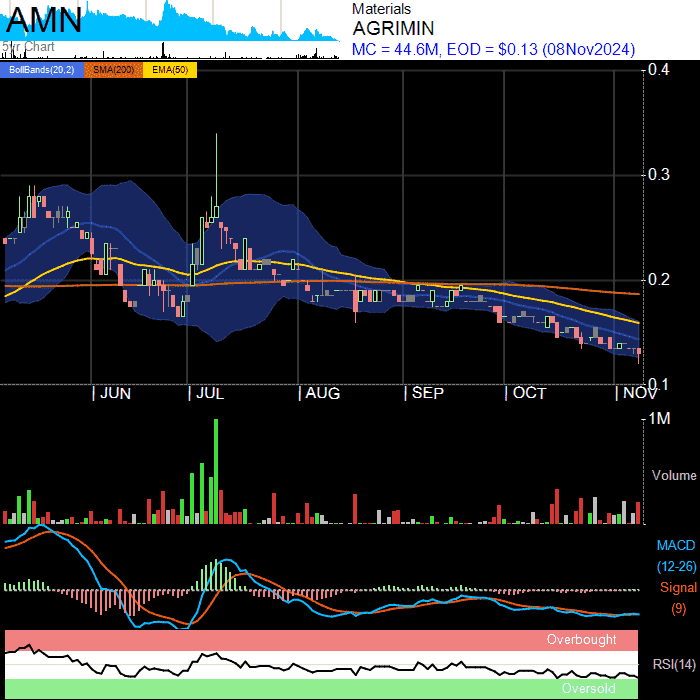 AMN
5yr Chart
Materials
AGRIMIN
MC = 44.6M, EOD = $0.13 (08Nov2024)
BollBands(20,2) SMA(200) EMA(50)
0.4
0.3
0.2
0.1
| JUN | JUL | AUG | SEP | OCT | NOV
1M
Volume
MACD
(12-26)
Signal
(9)
Overbought
RSI(14)
Oversold